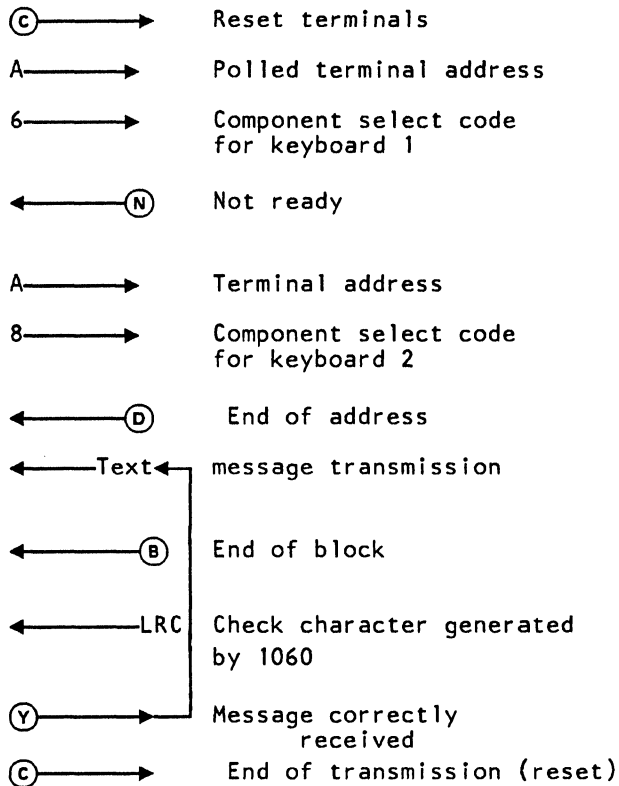 C Reset terminals
A Polled terminal address
6 Component select code
for keyboard 1
N Not ready
A Terminal address
8 Component select code
for keyboard 2
D End of address
Text message transmission
B End of block
LRC Check character generated
by 1060
Y Message correctly
received
C End of transmission (reset)